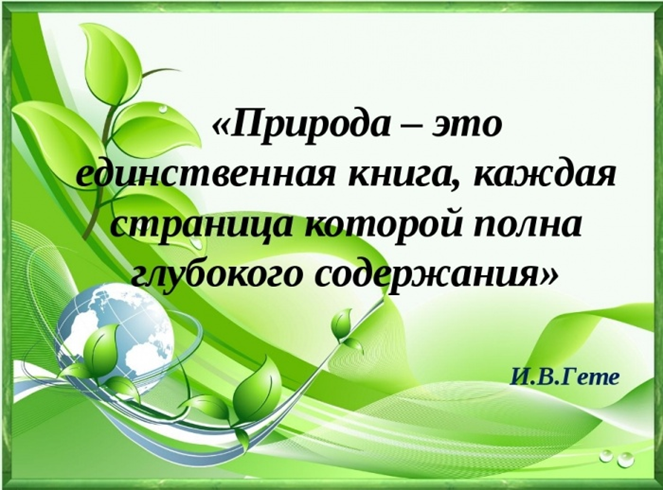 «Природа – это
единственная книга, каждая
страница которой полна
глубокого содержания»
И.В.Гете